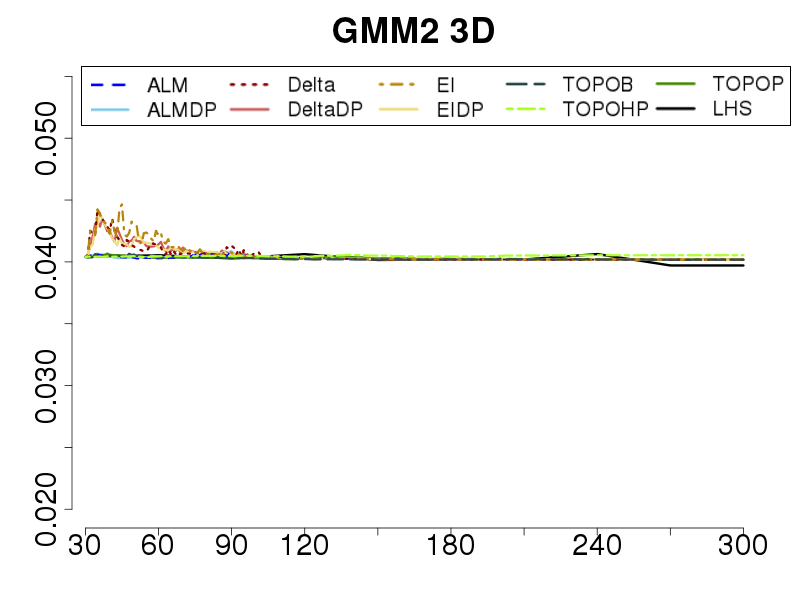 GMM2 3D
ALM Delta EI TOPOB TOPOP
ALMDP DeltaDP EIDP TOPOHP LHS
0.050
0.040
0.030
0.020
30 60 90 120 180 240 300